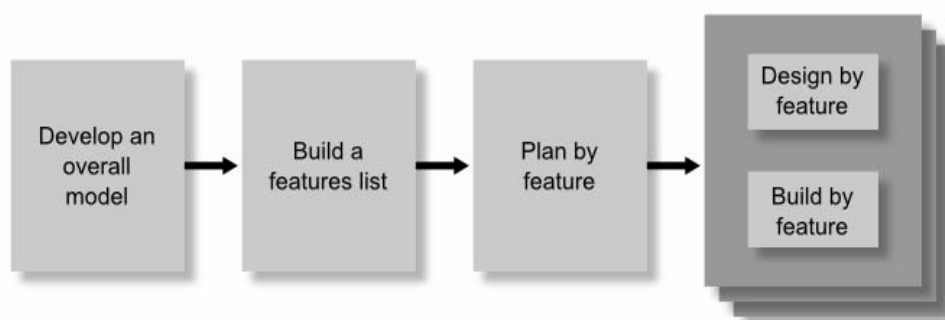 Develop an
overall
model
Build a
features list
Plan by
feature
Design by
feature
Build by
feature